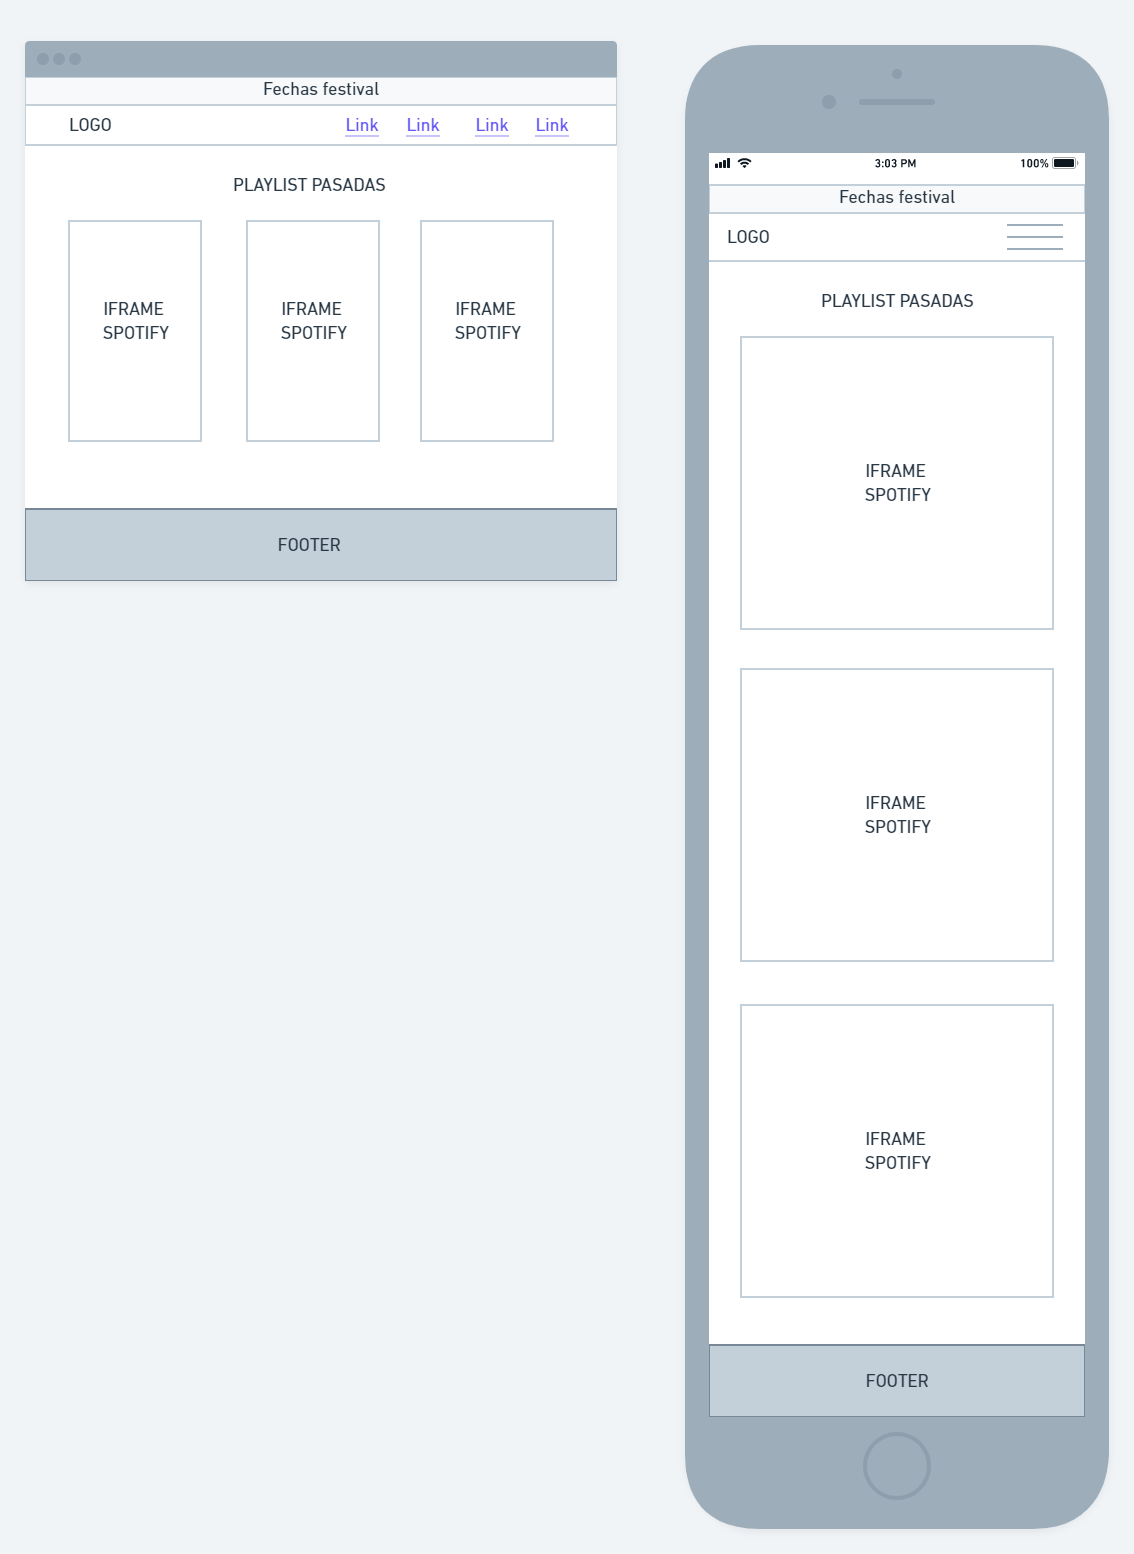 Fechas festival
LOGO Link Link Link Link
PLAYLIST PASADAS
IFRAME SPOTIFY
IFRAME SPOTIFY
IFRAME SPOTIFY
FOOTER
3:03 PM 100%
Fechas festival
LOGO
PLAYLIST PASADAS
IFRAME
SPOTIFY
IFRAME
SPOTIFY
IFRAME
SPOTIFY
FOOTER